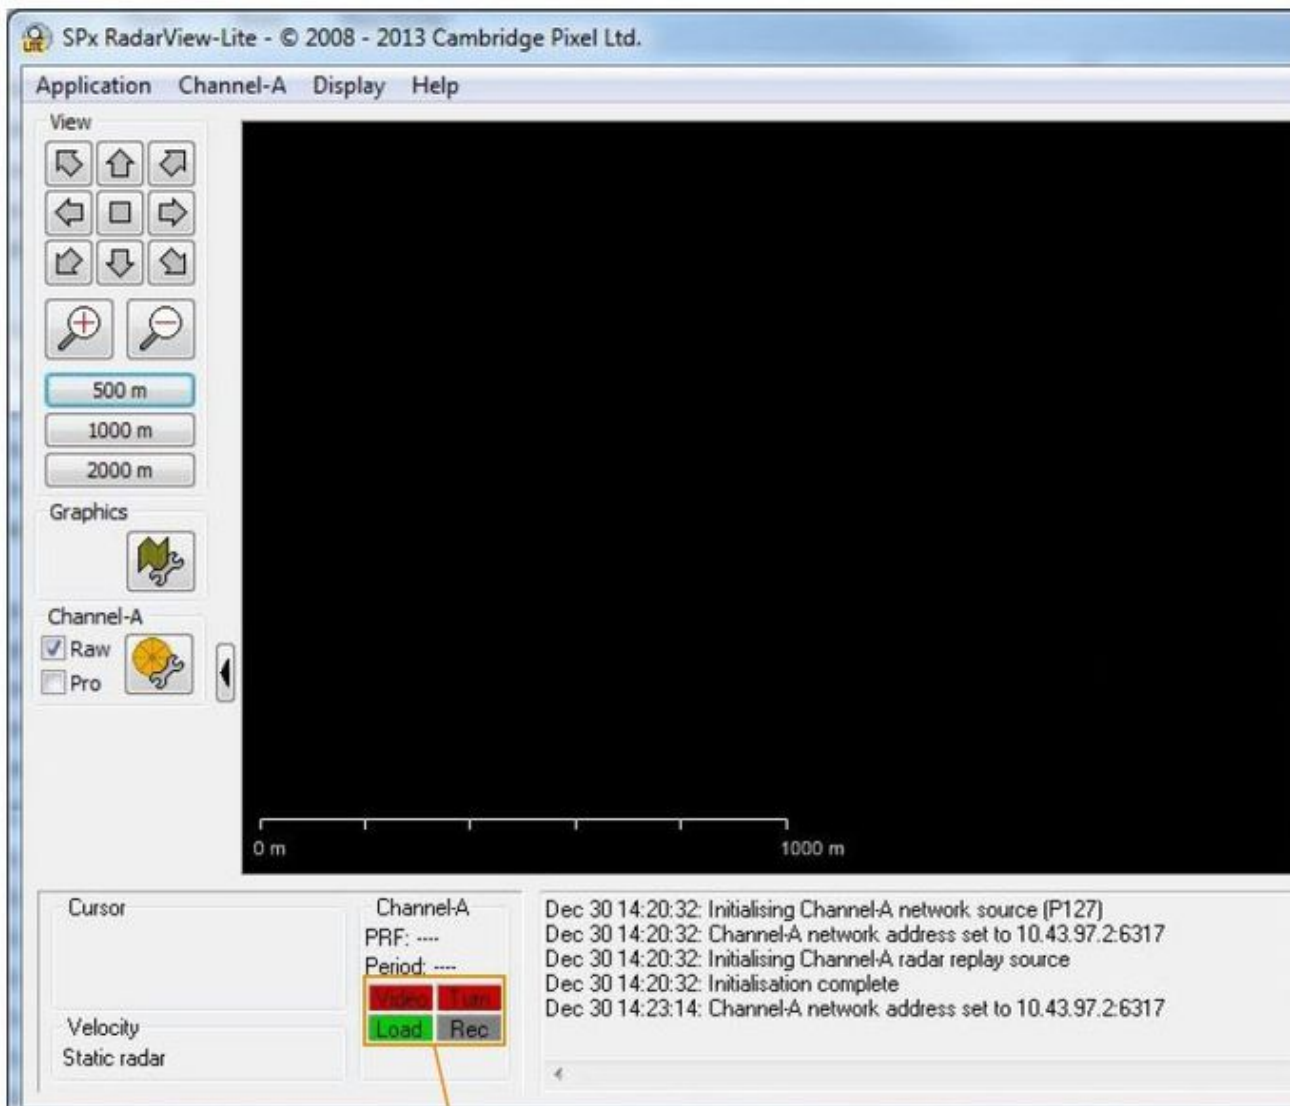 SPx RadarView-Lite - © 2008 - 2013 Cambridge Pixel Ltd.
Application Channel-A Display Help
View
500 m
1000 m
2000 m
Graphics
Channel-A
Raw
Pro
0 m 1000 m
Cursor
Velocity
Static radar
Channel-A
PRF: ----
Period: ----
Video Turn
Load Rec
Dec 30 14:20:32: Initialising Channel-A network source (P127)
Dec 30 14:20:32: Channel-A network address set to 10.43.97.2:6317
Dec 30 14:20:32: Initialising Channel-A radar replay source
Dec 30 14:20:32: Initialisation complete
Dec 30 14:23:14: Channel-A network address set to 10.43.97.2:6317